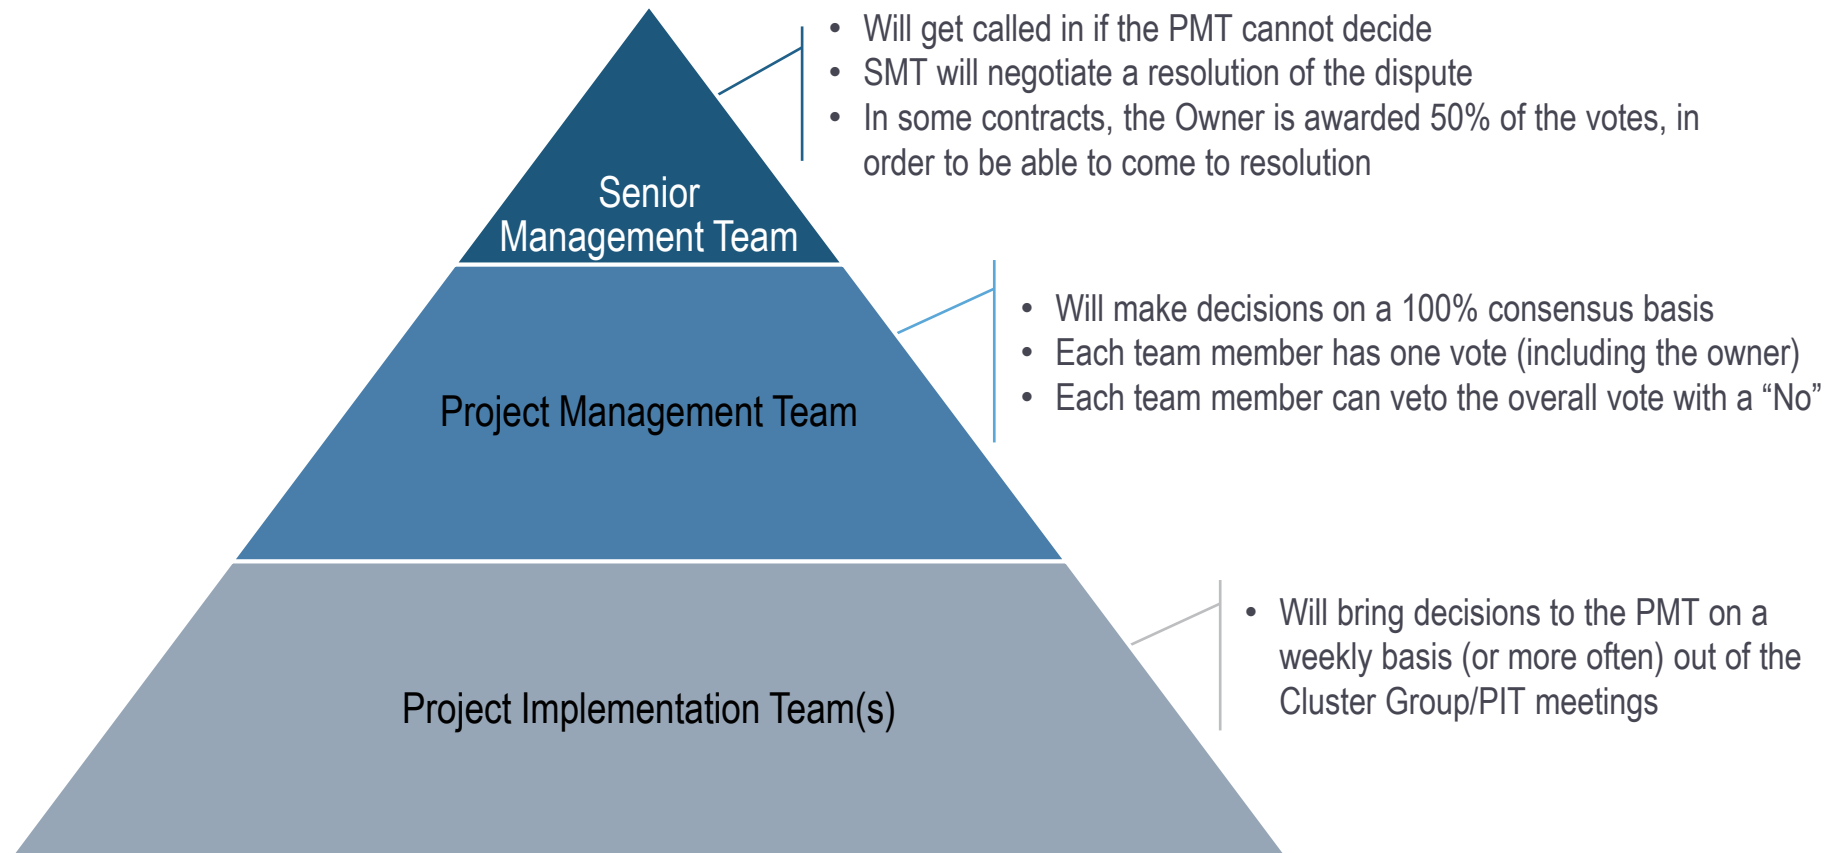 • Will get called in if the PMT cannot decide
• SMT will negotiate a resolution of the dispute
• In some contracts, the Owner is awarded 50% of the votes, in
order to be able to come to resolution
Senior
Management Team
• Will make decisions on a 100% consensus basis
• Each team member has one vote (including the owner)
• Each team member can veto the overall vote with a “No”
Project Management Team
• Will bring decisions to the PMT on a
weekly basis (or more often) out of the
Cluster Group/PIT meetings
Project Implementation Team(s)